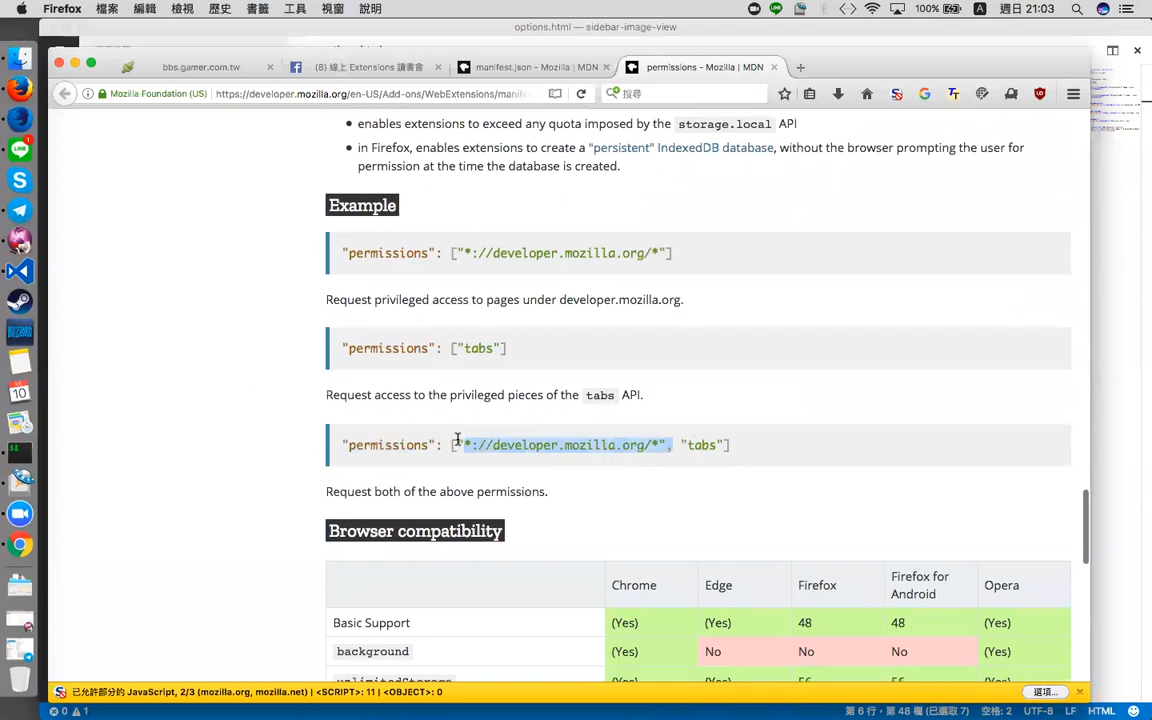 Firefox 檔案 編輯 檢視 歷史 書籤 工具 視窗 說明 100% A 週日 21:03
options.html — sidebar-image-view
bbs.gamer.com.tw × (8) 線上 Extensions 讀書會 × manifest.json - Mozilla | MDN × permissions - Mozilla | MDN × +
Mozilla Foundation (US) https://developer.mozilla.org/en-US/Add-ons/WebExtensions/manif 搜尋
• enables extensions to exceed any quota imposed by the storage.local API
• in Firefox, enables extensions to create a "persistent" IndexedDB database, without the browser prompting the user for
permission at the time the database is created.
Example
"permissions": ["*://developer.mozilla.org/*"]
Request privileged access to pages under developer.mozilla.org.
"permissions": ["tabs"]
Request access to the privileged pieces of the tabs API.
"permissions": ["*://developer.mozilla.org/*", "tabs"]
Request both of the above permissions.
Browser compatibility
Chrome Edge Firefox Firefox for Android Opera
Basic Support (Yes) (Yes) 48 48 (Yes)
background (Yes) No No No (Yes)
已允許部分的 JavaScript, 2/3 (mozilla.org, mozilla.net) | <SCRIPT>: 11 | <OBJECT>: 0 選項... ×
0 1 第 6 行，第 48 欄 (已選取 7) 空格: 2 UTF-8 LF HTML